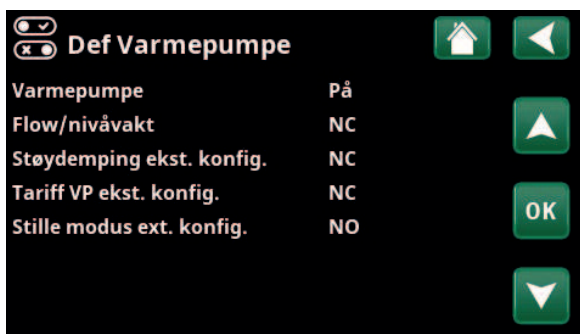 Def Varmepumpe
Varmepumpe På
Flow/nivåvakt NC
Støydemping ekst. konfig. NC
Tariff VP ekst. konfig. NC
Stille modus ext. konfig. NO
OK